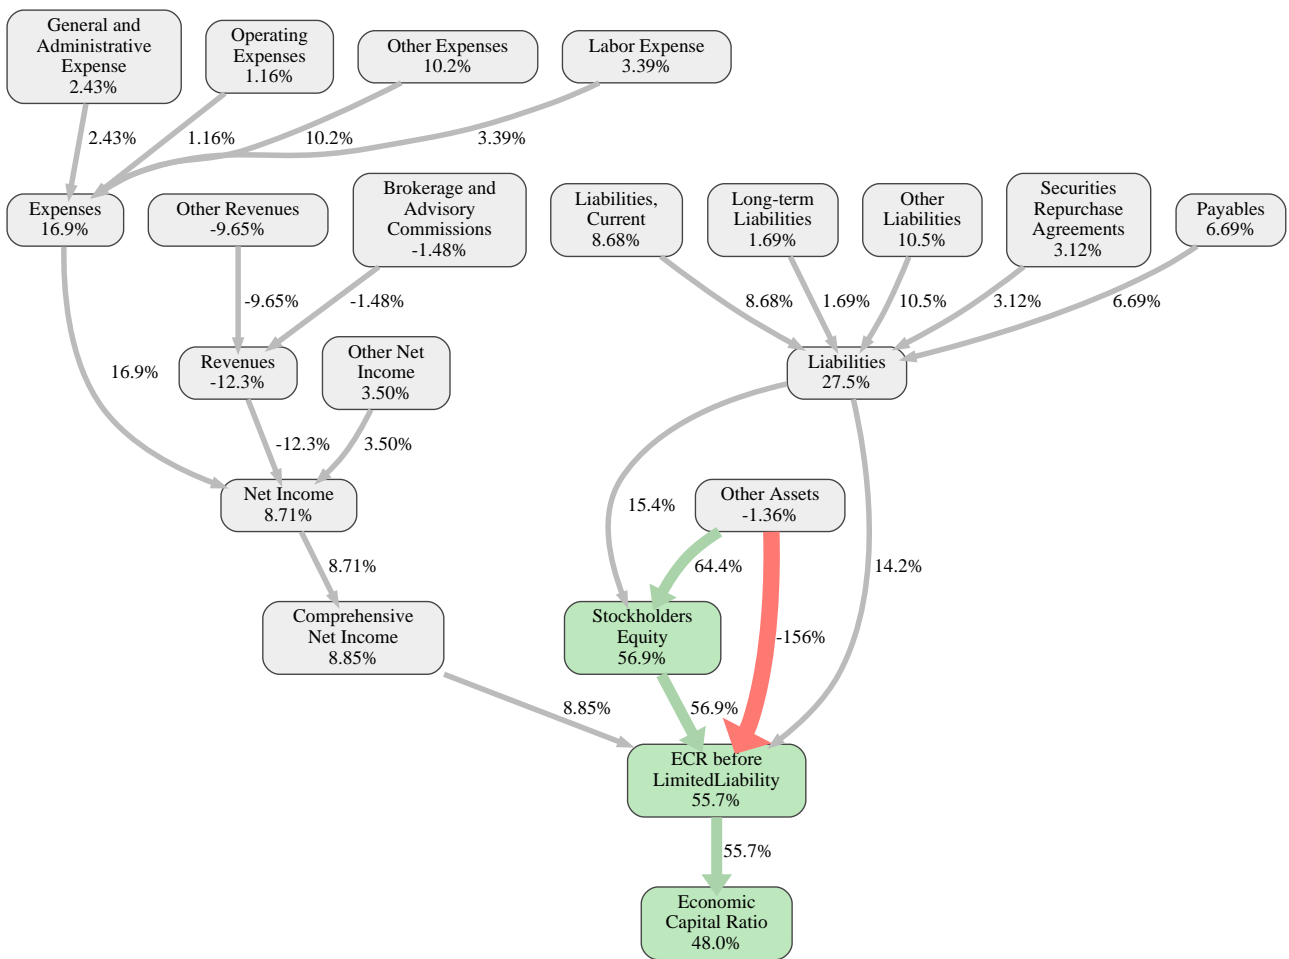 General and
Administrative
Expense
2.43%
Operating
Expenses
1.16%
Other Expenses
10.2%
Labor Expense
3.39%
2.43%
1.16%
10.2%
3.39%
Expenses
16.9%
Other Revenues
-9.65%
Brokerage and
Advisory
Commissions
-1.48%
Liabilities,
Current
8.68%
Long-term
Liabilities
1.69%
Other
Liabilities
10.5%
Securities
Repurchase
Agreements
3.12%
Payables
6.69%
-9.65%
-1.48%
8.68%
1.69%
10.5%
3.12%
6.69%
16.9%
Revenues
-12.3%
Other Net
Income
3.50%
Liabilities
27.5%
-12.3%
3.50%
Net Income
8.71%
15.4%
Other Assets
-1.36%
8.71%
64.4%
14.2%
Comprehensive
Net Income
8.85%
Stockholders
Equity
56.9%
-156%
8.85%
56.9%
ECR before
LimitedLiability
55.7%
55.7%
Economic
Capital Ratio
48.0%